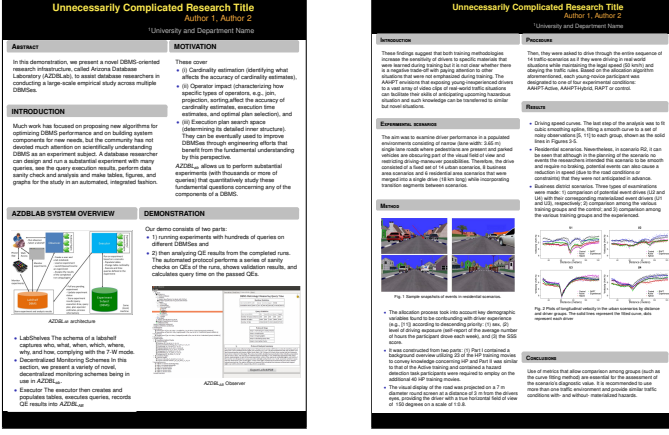 Unnecessarily Complicated Research Title
Author 1, Author 2
¹University and Department Name
ABSTRACT
In this demonstration, we present a novel DBMS-oriented
research infrastructure, called Arizona Database
Laboratory (AZDBLab), to assist database researchers in
conducting a large-scale empirical study across multiple
DBMSes.
INTRODUCTION
Much work has focused on proposing new algorithms for
optimizing DBMS performance and on building system
components for new needs, but the community has not
devoted much attention on scientifically understanding
DBMS as an experiment subject. A database researcher
can design and run a substantial experiment with many
queries, see the query execution results, perform data
sanity check and analysis and make tables, figures, and
graphs for the study in an automated, integrated fashion.
AZDBLAB SYSTEM OVERVIEW
AZDBLAB architecture
• LabShelves The schema of a labshelf
captures who, what, when, which, where,
why, and how, complying with the 7-W model.
• Decentralized Monitoring Schemes In this
section, we present a variety of novel,
decentralized monitoring schemes being in
use in AZDBLAB.
• Executor The executor then creates and
populates tables, executes queries, records
QE results into AZDBLAB.
MOTIVATION
These cover
• (i) Cardinality estimation (identifying what
affects the accuracy of cardinality estimates),
• (ii) Operator impact (characterizing how
specific types of operators, e.g., join,
projection, sorting affect the accuracy of
cardinality estimates, execution time
estimates, and optimal plan selection), and
• (iii) Execution plan search space
(determining its detailed inner structure).
They can be eventually used to improve
DBMSes through engineering efforts that
benefit from the fundamental understanding
by this perspective.
AZDBLAB allows us to perform substantial
experiments (with thousands or more of
queries) that quantitatively study these
fundamental questions concerning any of the
components of a DBMS.
DEMONSTRATION
Our demo consists of two parts:
• 1) running experiments with hundreds of queries on
different DBMSes and
• 2) then analyzing QE results from the completed run.
The automated protocol performs a series of sanity
checks on QEs of the runs, shows validation results, and
calculates query time on the passed QEs.
AZDBLAB Observer
Unnecessarily Complicated Research Title
Author 1, Author 2
¹University and Department Name
INTRODUCTION
These findings suggest that both training methodologies
increase the sensitivity of drivers to specific materials that
were learned during training but it is not clear whether there
is a negative trade-off with paying attention to other
situations that were not emphasized during the training. The
AAHPT envisions that exposing young-inexperienced drivers
to a vast array of video clips of real-world traffic situations
can facilitate their skills of anticipating upcoming hazardous
situation and such knowledge can be transferred to similar
but novel situations.
EXPERIMENTAL SCENARIOS
The aim was to examine driver performance in a populated
environments consisting of narrow (lane width: 3.65 m)
single lane roads where pedestrians are present and parked
vehicles are obscuring part of the visual field of view and
restricting driver maneuvering possibilities. Therefore, the drive
consisted of a fixed set of 14 urban scenarios, 8 business
area scenarios and 6 residential area scenarios that were
merged into a single drive (18 km long) while incorporating
transition segments between scenarios.
METHOD
Fig. 1 Sample snapshots of events in residential scenarios.
• The allocation process took into account key demographic
variables found to be confounding with driver experience
(e.g., [11]) according to descending priority: (1) sex, (2)
level of driving exposure (self-report of the average number
of hours the participant drives each week), and (3) the SSS
score.
• It was constructed from two parts: (1) Part I contained a
background overview utilizing 23 of the HP training movies
to convey knowledge concerning HP and Part II was similar
to that of the Active training and contained a hazard
detection task participants were required to employ on the
additional 40 HP training movies.
• The visual display of the road was projected on a 7 m
diameter round screen at a distance of 3 m from the drivers
eyes, providing the driver with a true horizontal field of view
of 150 degrees on a scale of 1:0.8.
PROCEDURE
Then, they were asked to drive through the entire sequence of
14 traffic scenarios as if they were driving in real-world
situations while maintaining the legal speed (50 km/h) and
obeying the traffic rules. Based on the allocation algorithm
aforementioned, each young-novice participant was
designated to one of four experimental conditions:
AAHPT-Active, AAHPT-Hybrid, RAPT or control.
RESULTS
• Driving speed curves. The last step of the analysis was to fit
cubic smoothing spline, fitting a smooth curve to a set of
noisy observations [5, 11] to each group, shown as the solid
lines in Figures 3-5.
• Residential scenarios. Nevertheless, in scenario R2, it can
be seen that although in the planning of the scenario no
events the researchers intended this scenario to be smooth
and require no braking, potential events can also cause a
reduction in speed (due to the road conditions or
constraints) that they were not anticipated in advance.
• Business district scenarios. Three types of examinations
were made: 1) comparison of potential event drives (U2 and
U4) with their corresponding materialized event drives (U1
and U3, respectively); 2) comparison among the various
training groups and the control; and 3) comparison among
the various training groups and the experienced.
Fig. 2 Plots of longitudinal velocity in the urban scenarios by distance
and driver groups. The solid lines represent the fitted curve, dots
represent each driver
CONCLUSIONS
Use of metrics that allow comparison among groups (such as
the curve fitting method) are essential for the assessment of
the scenario's diagnostic value. It is recommended to use
more than one traffic environment and provide similar traffic
conditions with- and without- materialized hazards.